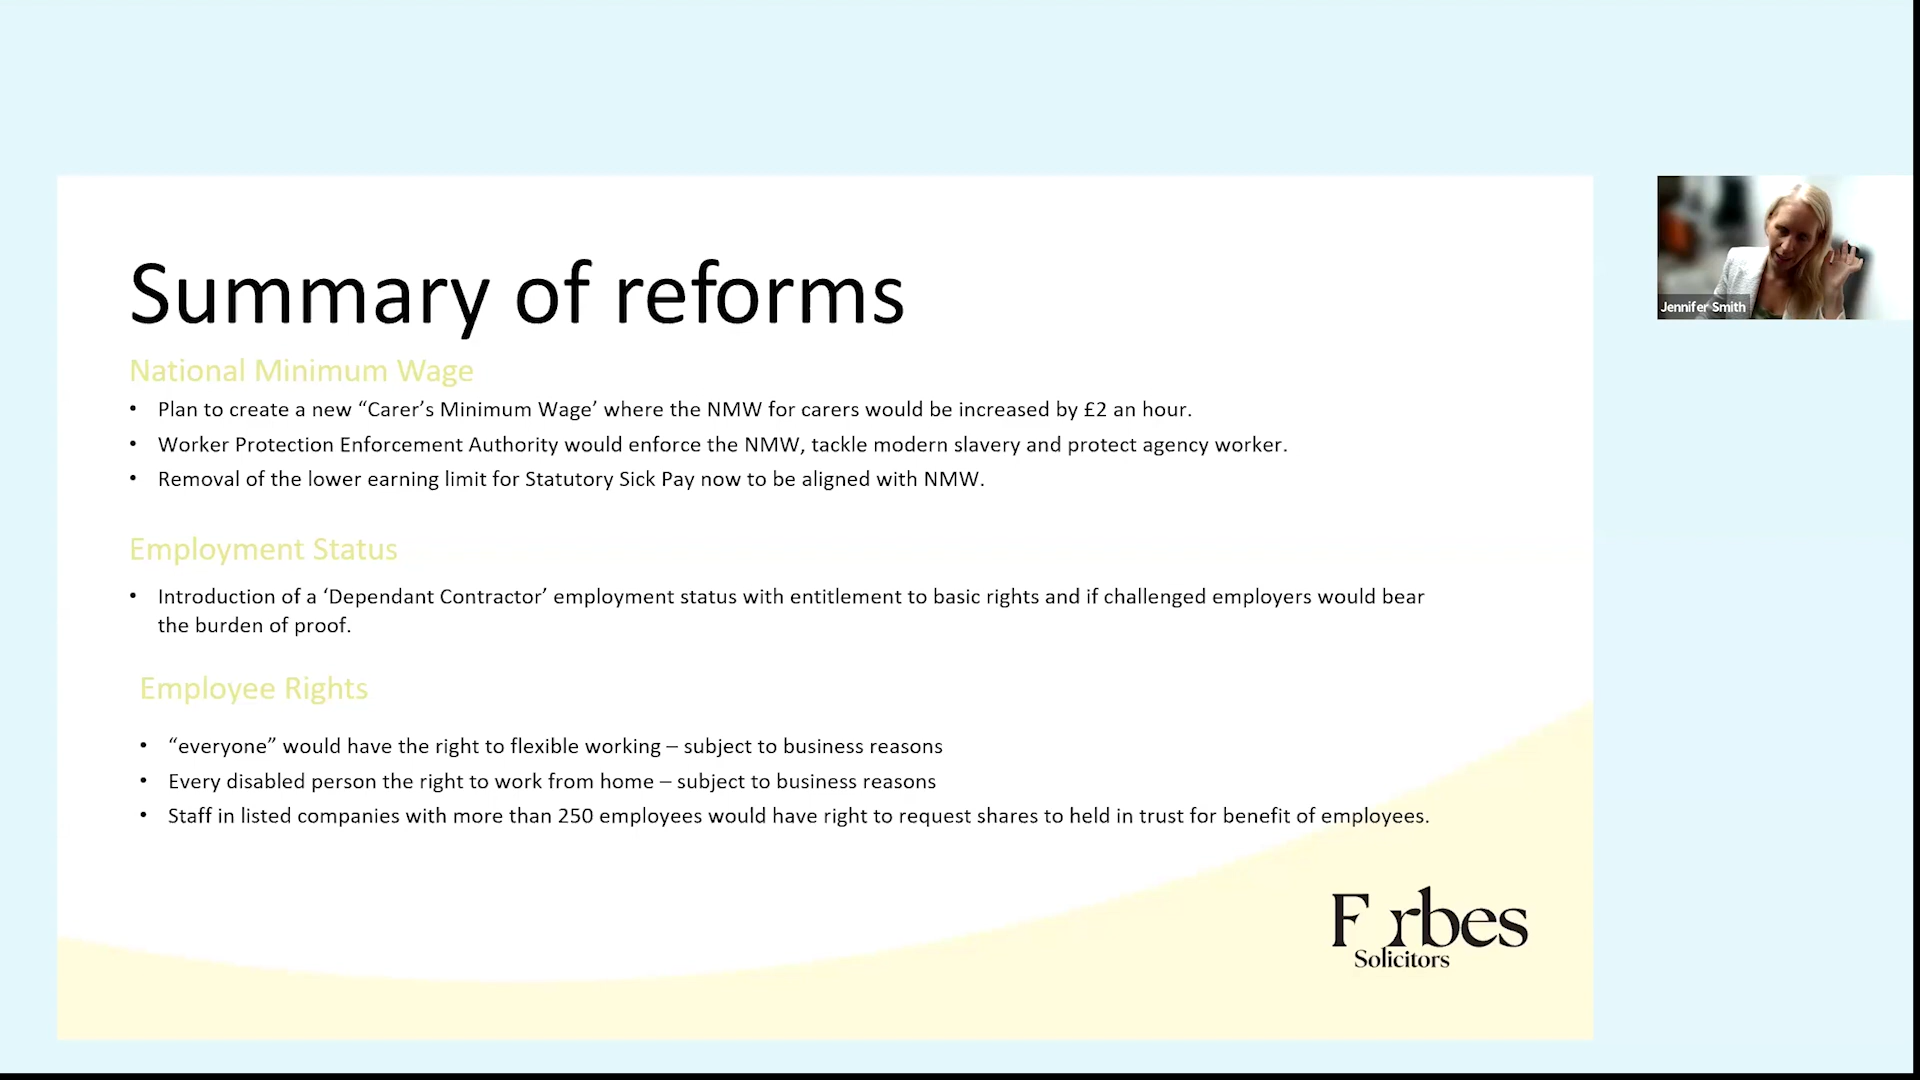 Summary of reforms
National Minimum Wage
• Plan to create a new “Carer’s Minimum Wage’ where the NMW for carers would be increased by £2 an hour.
• Worker Protection Enforcement Authority would enforce the NMW, tackle modern slavery and protect agency worker.
• Removal of the lower earning limit for Statutory Sick Pay now to be aligned with NMW.
Employment Status
• Introduction of a ‘Dependant Contractor’ employment status with entitlement to basic rights and if challenged employers would bear
the burden of proof.
Employee Rights
• “everyone” would have the right to flexible working – subject to business reasons
• Every disabled person the right to work from home – subject to business reasons
• Staff in listed companies with more than 250 employees would have right to request shares to held in trust for benefit of employees.
Forbes
Solicitors
Jennifer Smith